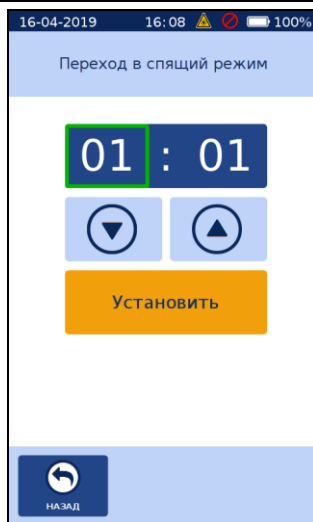 16-04-2019 16:08 100%
Переход в спящий режим
01 : 01
Установить
НАЗАД